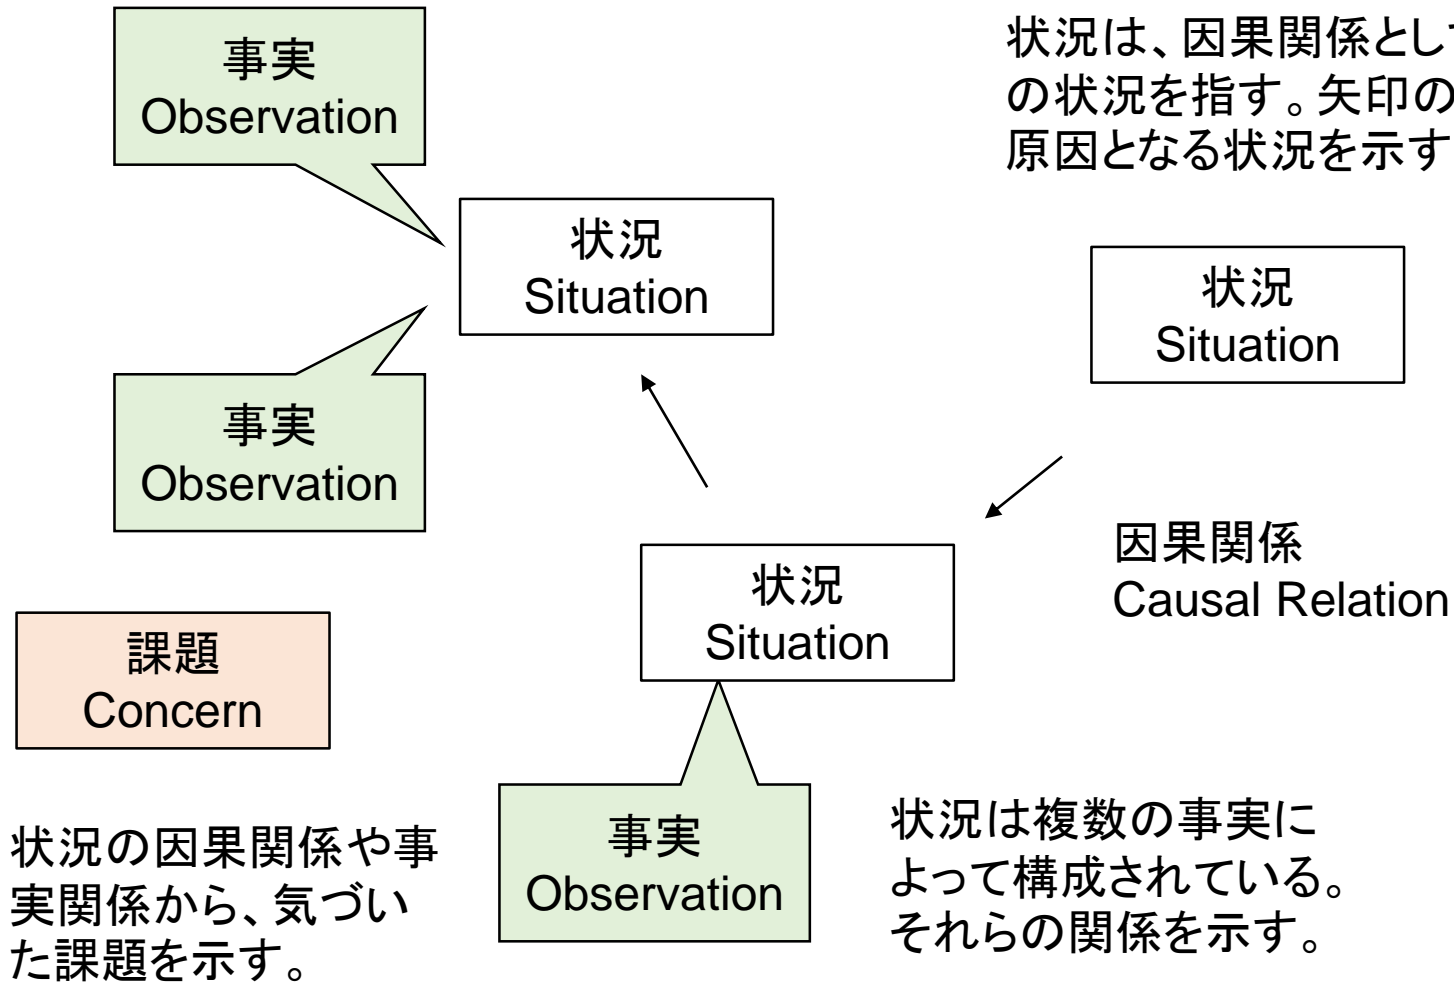 事実
Observation
状況は、因果関係とし
の状況を指す。矢印の
原因となる状況を示す
状況
Situation
状況
Situation
事実
Observation
因果関係
Causal Relation
状況
Situation
課題
Concern
状況の因果関係や事
実関係から、気づい
た課題を示す。
事実
Observation
状況は複数の事実に
よって構成されている。
それらの関係を示す。